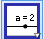 a = 2